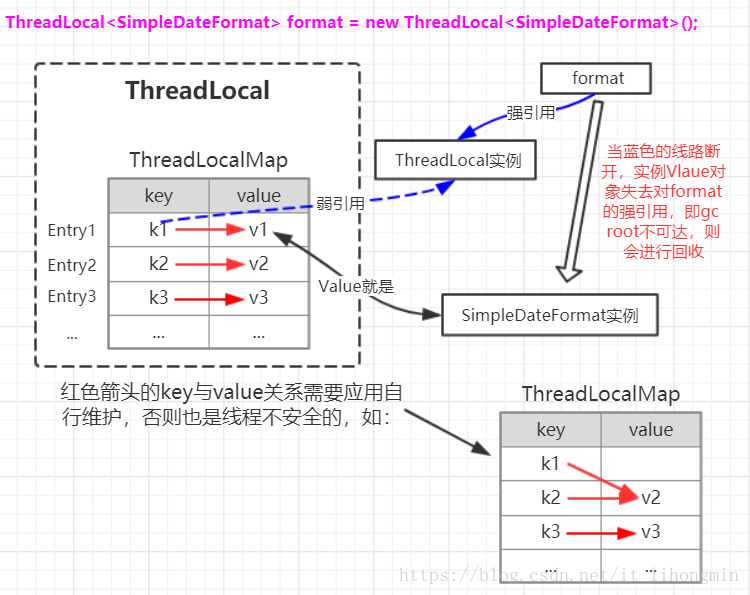 ThreadLocal<SimpleDateFormat> format = new ThreadLocal<SimpleDateFormat>();
ThreadLocal
format
强引用
ThreadLocalMap
ThreadLocal实例
当蓝色的线路断
开，实例Vlaue对
象失去对format
的强引用，即gc
root不可达，则
会进行回收
key value
弱引用
Entry1 k1 v1
Entry2 k2 v2
Value就是
Entry3 k3 v3
SimpleDateFormat实例
... ... ...
红色箭头的key与value关系需要应用自
行维护，否则也是线程不安全的，如：
ThreadLocalMap
key value
k1
k2 v2
k3 v3
... ...
https://blog.csdn.net/it_lihongmin